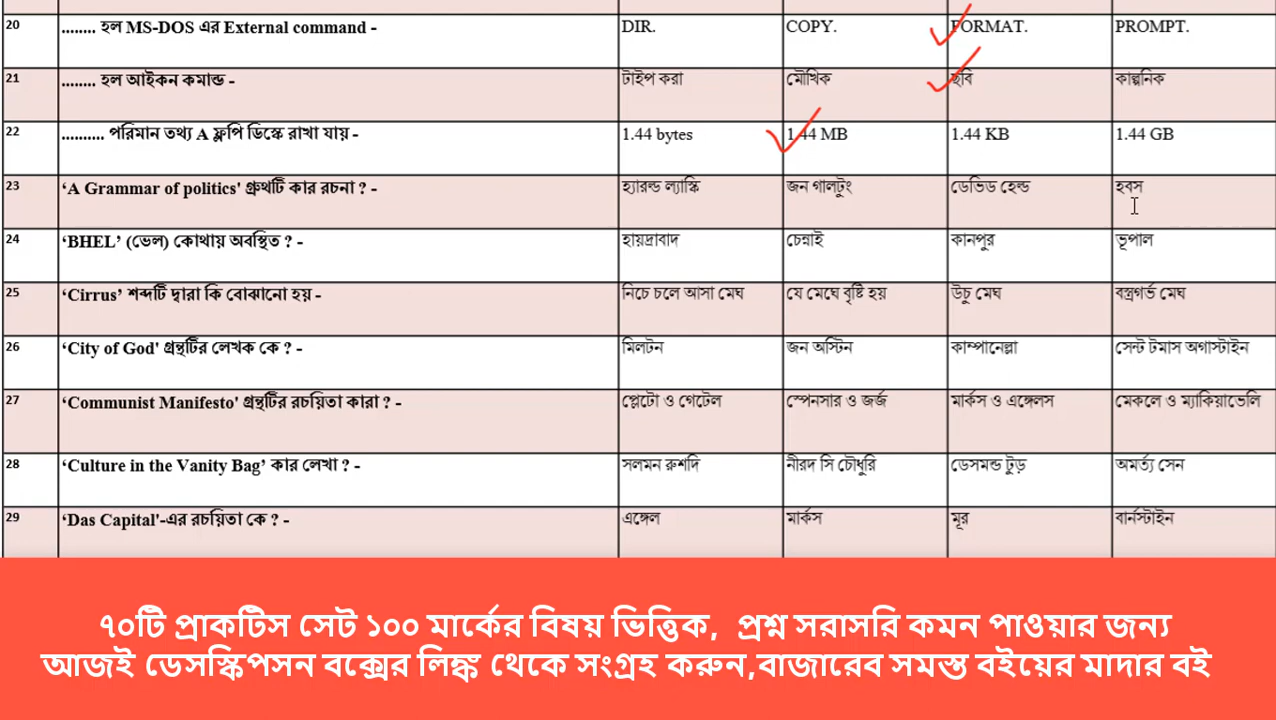 20 ........ হল MS-DOS এর External command - DIR. COPY. FORMAT. PROMPT.
21 ........ হল আইকন কমান্ড - টাইপ করা মৌখিক ছবি কাল্পনিক
22 .......... পরিমান তথ্য A ফ্লপি ডিস্কে রাখা যায় - 1.44 bytes 1.44 MB 1.44 KB 1.44 GB
23 ‘A Grammar of politics' গ্রুথটি কার রচনা ? - হ্যারল্ড ল্যাস্কি জন গালটুং ডেভিড হেল্ড হবস
24 ‘BHEL’ (ভেল) কোথায় অবস্থিত ? - হায়দ্রাবাদ চেন্নাই কানপুর ভূপাল
25 ‘Cirrus’ শব্দটি দ্বারা কি বোঝানো হয় - নিচে চলে আসা মেঘ যে মেঘে বৃষ্টি হয় উচু মেঘ বস্ত্রগর্ভ মেঘ
26 ‘City of God' গ্রন্থটির লেখক কে ? - মিলটন জন অস্টিন কাম্পানেল্লা সেন্ট টমাস অগাস্টাইন
27 ‘Communist Manifesto' গ্রন্থটির রচয়িতা কারা ? - প্লেটো ও গেটেল স্পেনসার ও জর্জ মার্কস ও এঙ্গেলস মেকলে ও ম্যাকিয়াভেলি
28 ‘Culture in the Vanity Bag’ কার লেখা ? - সলমন রুশদি নীরদ সি চৌধুরি ডেসমন্ড টুডু অমর্ত্য সেন
29 ‘Das Capital'-এর রচয়িতা কে ? - এঙ্গেল মার্কস মূর বার্নস্টাইন
৭০টি প্রাকটিস সেট ১০০ মার্কের বিষয় ভিত্তিক, প্রশ্ন সরাসরি কমন পাওয়ার জন্য
আজই ডেসস্কিপসন বক্সের লিঙ্ক থেকে সংগ্রহ করুন,বাজারেব সমস্ত বইয়ের মাদার বই